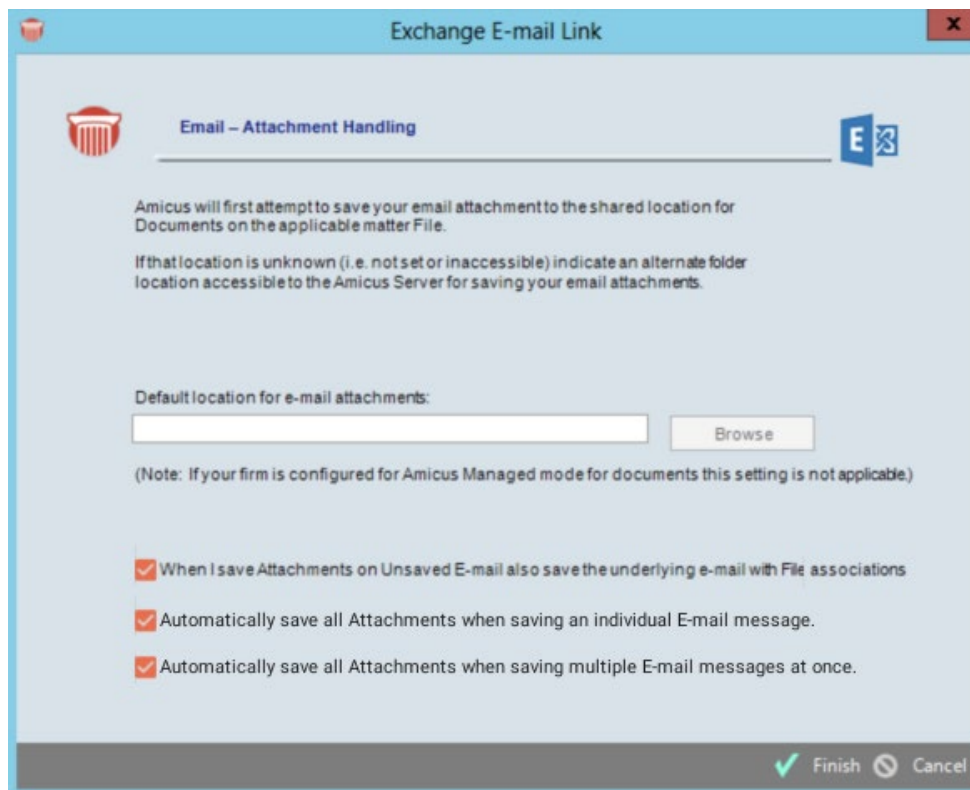 Exchange E-mail Link
x
Email – Attachment Handling
E
Amicus will first attempt to save your email attachment to the shared location for
Documents on the applicable matter File.
If that location is unknown (i.e. not set or inaccessible) indicate an alternate folder
location accessible to the Amicus Server for saving your email attachments.
Default location for e-mail attachments:
Browse
(Note: If your firm is configured for Amicus Managed mode for documents this setting is not applicable.)
When I save Attachments on Unsaved E-mail also save the underlying e-mail with File associations
Automatically save all Attachments when saving an individual E-mail message.
Automatically save all Attachments when saving multiple E-mail messages at once.
Finish Cancel